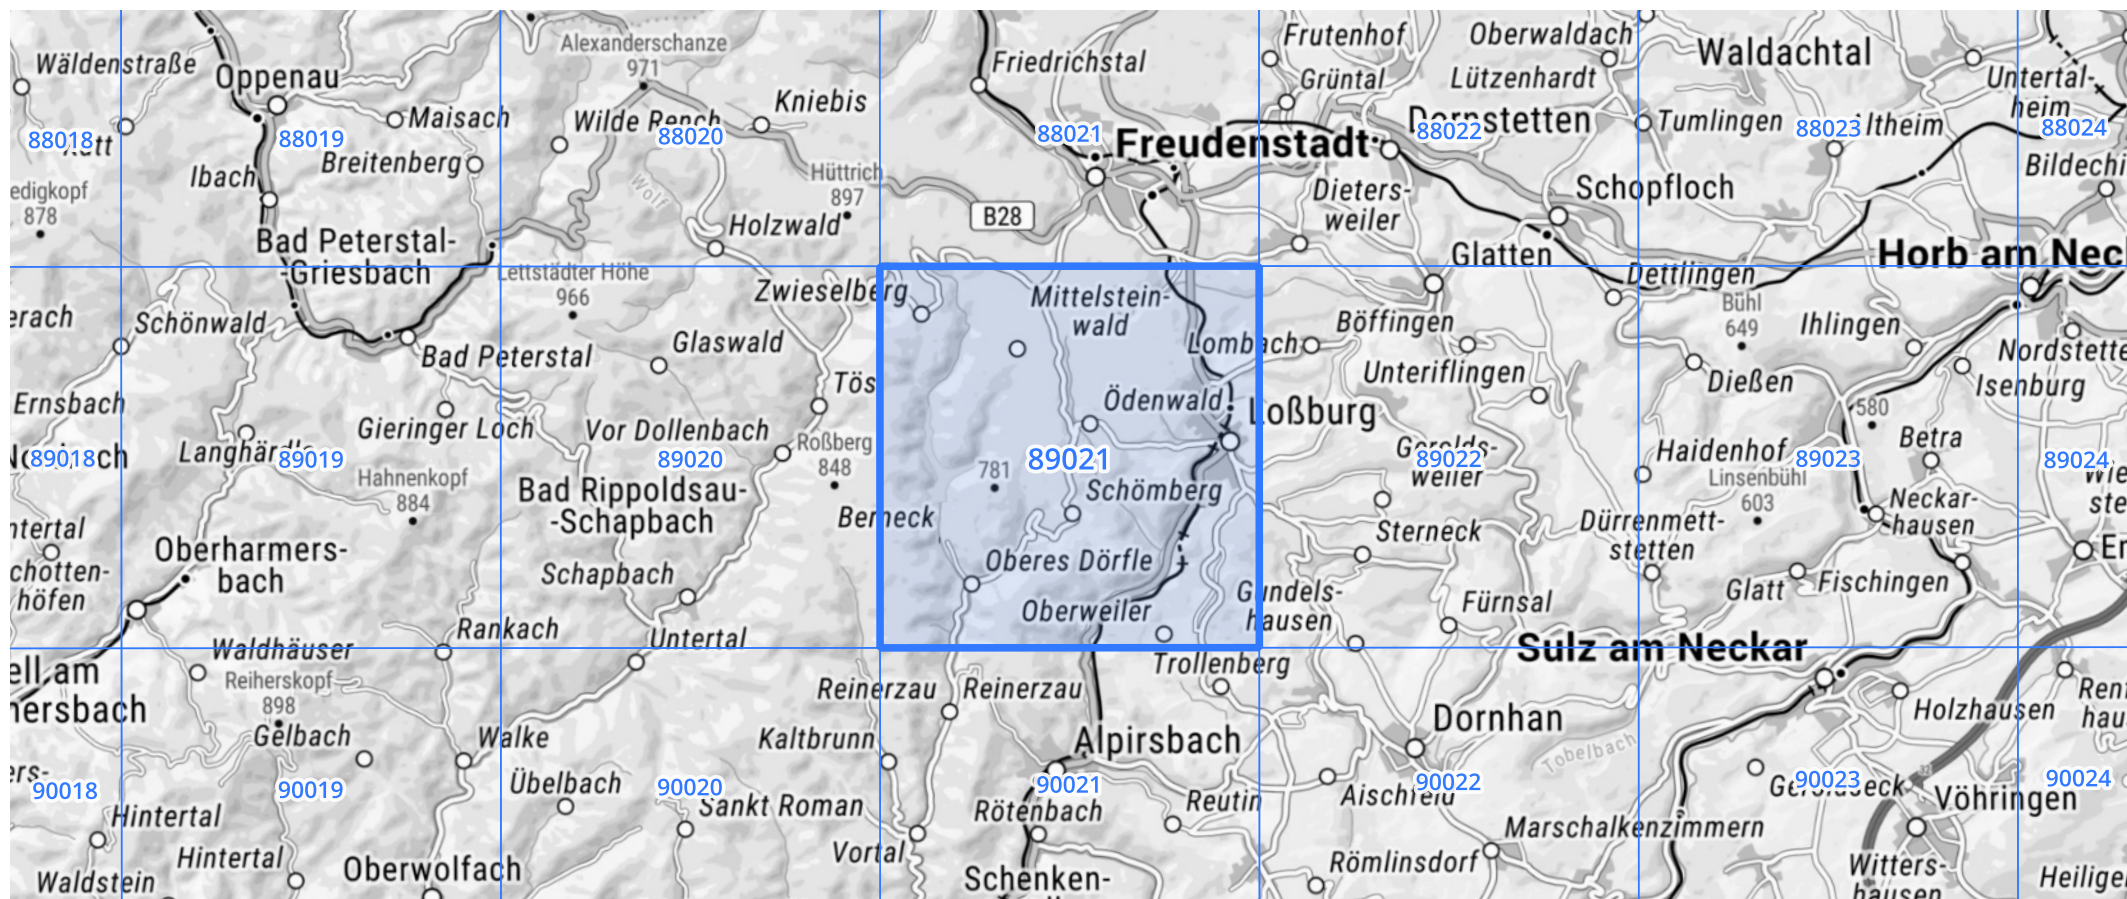 Wäldenstraße
Oppenau
Alexanderschanze
971
Friedrichstal
Frutenhof
Oberwaldach
Waldachtal
Grüntal
Lützenhardt
Untertal-
heim
Maisach
Wilde Rench
Kniebis
88018
88019
88020
88021
Freudenstadt
Dornstetten
88022
Tumlingen
88023
88024
Breitenberg
Ibach
Bildechi
878
Wolf
Hüttrich
897
B28
Dieters-
weiler
Schopfloch
Holzwald
Bad Peterstal-
-Griesbach
Glatten
Horb am Nec
Lettstädter Höhe
966
Dettlingen
Zwieselberg
Mittelstein-
wald
Bühl
649
Schönwald
Böffingen
Ihlingen
Lombach
Glaswald
Nordstette
Bad Peterstal
Unteriflingen
Dießen
Isenburg
Tös
Ernsbach
Ödenwald
Loßburg
580
Gieringer Loch
Vor Dollenbach
Roßberg
848
Betra
Haidenhof
89018
89019
89020
89021
Gerolds-
weiler
89022
89023
89024
Hahnenkopf
884
781
Linsenbühl
603
Bad Rippoldsau-
-Schapbach
Schömberg
Neckar-
hausen
Berneck
Dürrenmett-
stetten
Sterneck
Oberharmers-
bach
Schapbach
Oberes Dörfle
Glatt
Fischingen
höfen
Oberweiler
Gundels-
hausen
Fürnsal
Rankach
Untertal
Waldhäuser
Sulz am Neckar
Reiherskopf
898
Trollenberg
Reinerzau
Reinerzau
Dornhan
Holzhausen
Gelbach
Walke
Kaltbrunn
Alpirsbach
Tobelbach
90018
90019
Übelbach
90020
90021
90022
90023
90024
Sankt Roman
Rötenbach
Reutin
Aischfeld
Vöhringen
Hintertal
Marschalkenzimmern
Hintertal
Vortal
Römlinsdorf
Witters-
hausen
Waldstein
Oberwolfach
Schenken-